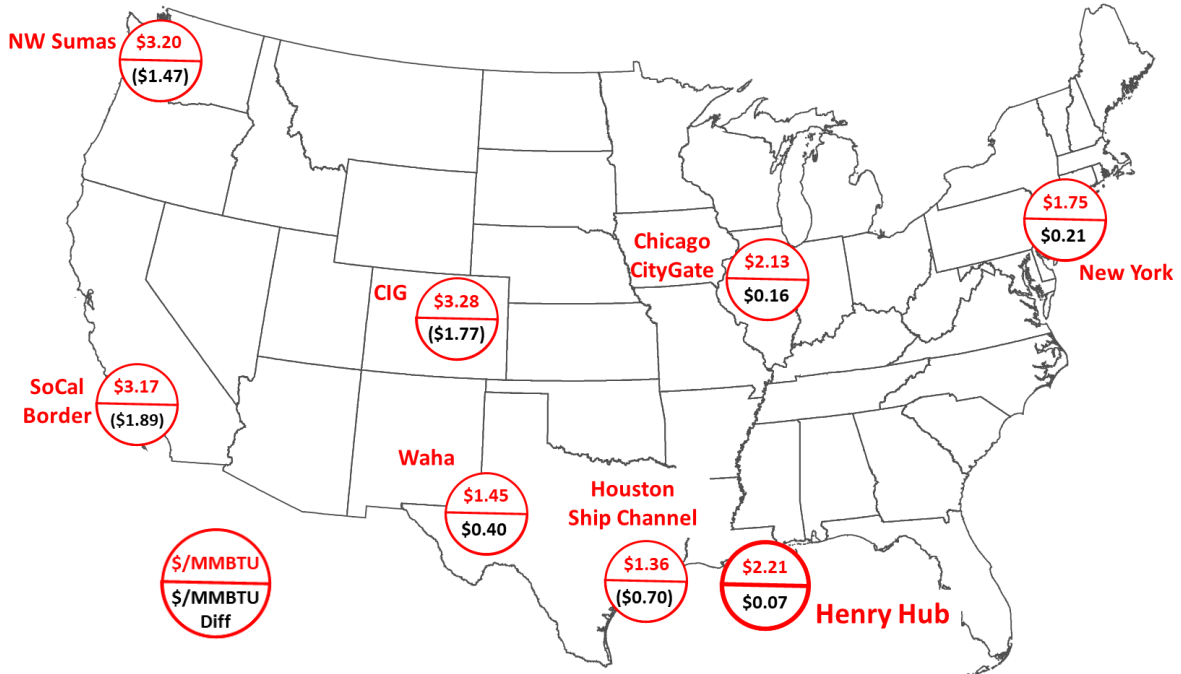 NW Sumas
$3.20
($1.47)
$1.75
$0.21
New York
Chicago
CityGate
$2.13
$0.16
CIG
$3.28
($1.77)
SoCal
Border
$3.17
($1.89)
Waha
$1.45
$0.40
Houston
Ship Channel
$1.36
($0.70)
$2.21
$0.07
Henry Hub
$/MMBTU
$/MMBTU
Diff